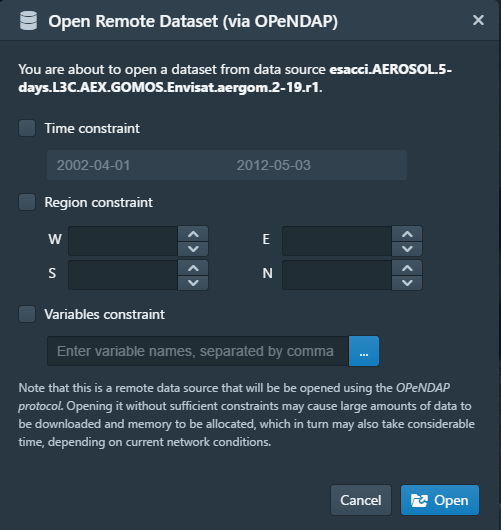 Open Remote Dataset (via OPeNDAP)
You are about to open a dataset from data source esacci.AEROSOL.5-
days.L3C.AEX.GOMOS.Envisat.aergom.2-19.r1.
Time constraint
2002-04-01 2012-05-03
Region constraint
W E
S N
Variables constraint
Enter variable names, separated by comma ...
Note that this is a remote data source that will be be opened using the OPeNDAP
protocol. Opening it without sufficient constraints may cause large amounts of data to
be downloaded and memory to be allocated, which in turn may also take considerable
time, depending on current network conditions.
Cancel Open